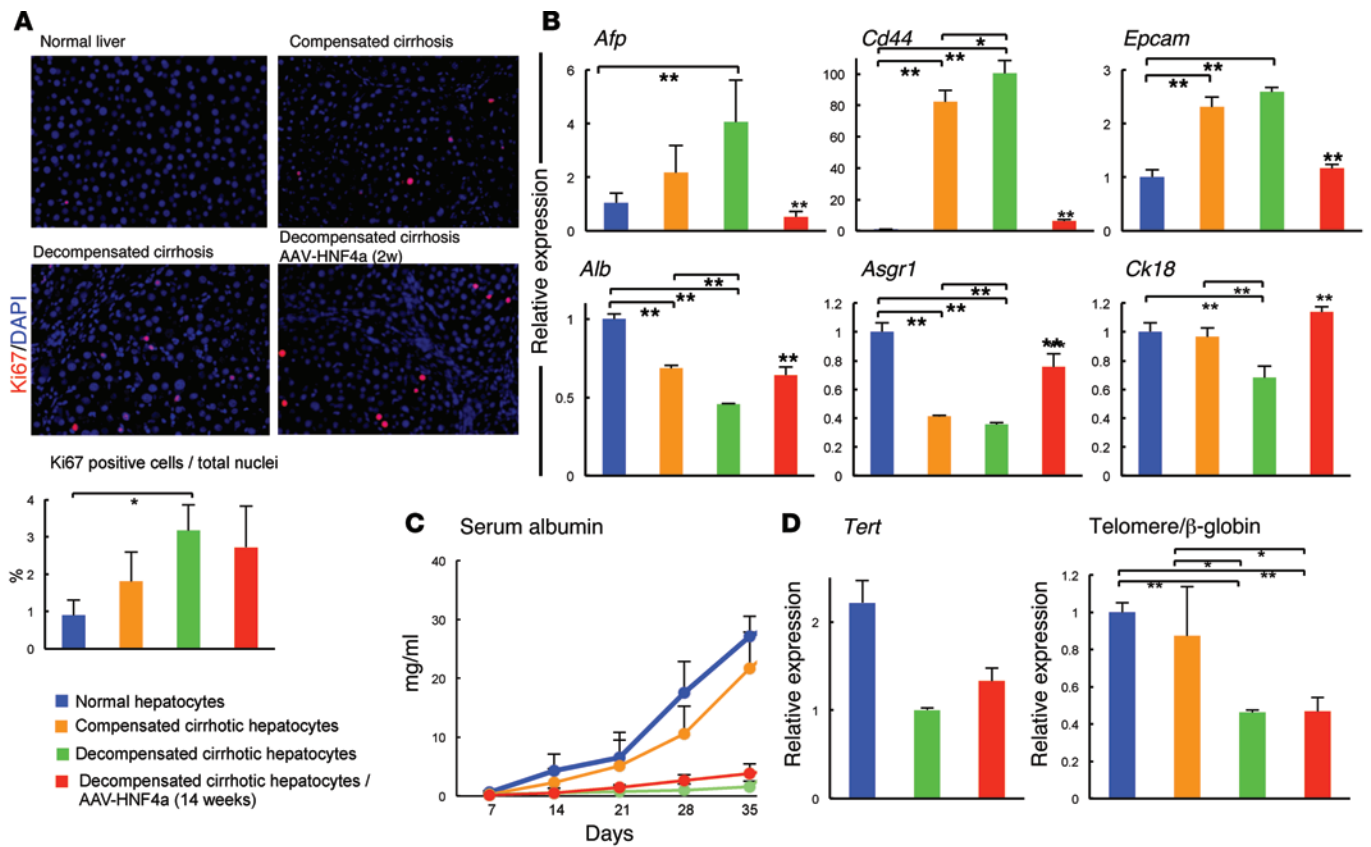 A
Normal liver
Compensated cirrhosis
Decompensated cirrhosis
Decompensated cirrhosis
AAV-HNF4a (2w)
Ki67/DAPI
Ki67 positive cells / total nuclei
4
3
2
1
0
%
*
Normal hepatocytes
Compensated cirrhotic hepatocytes
Decompensated cirrhotic hepatocytes
Decompensated cirrhotic hepatocytes /
AAV-HNF4a (14 weeks)
B
Relative expression
Afp
6
4
2
0
**
**
Cd44
100
80
60
40
20
0
*
**
**
**
Epcam
3
2
1
0
**
**
**
Alb
1
0.5
0
**
**
**
**
Asgr1
1.2
1
0.8
0.6
0.4
0.2
0
**
**
**
**
Ck18
1.2
1
0.8
0.6
0.4
0.2
0
**
**
**
C
Serum albumin
mg/ml
40
30
20
10
0
7 14 21 28 35
Days
D
Tert
Relative expression
2
1
0
Telomere/β-globin
Relative expression
1.2
1
0.8
0.6
0.4
0.2
0
*
*
**
**